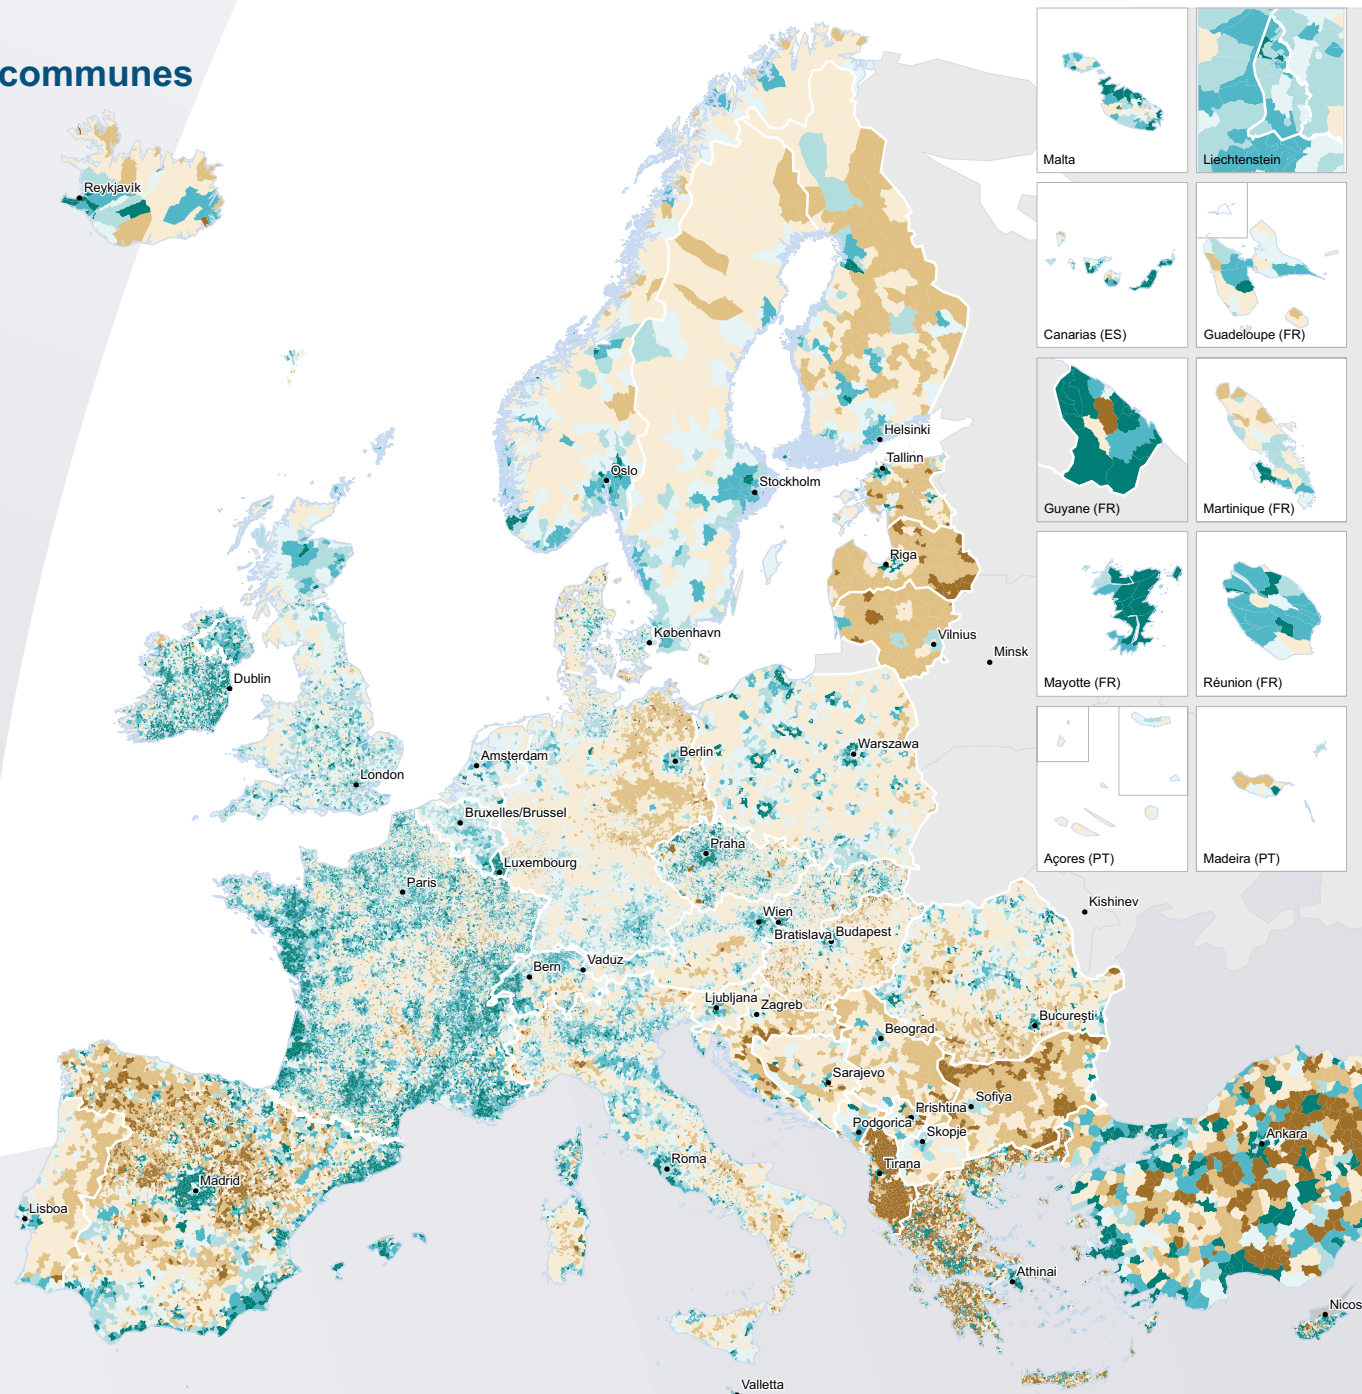 communes
Reykjavík
Malta
Liechtenstein
Canarias (ES)
Guadeloupe (FR)
Guyane (FR)
Martinique (FR)
Mayotte (FR)
Réunion (FR)
Açores (PT)
Madeira (PT)
Helsinki
Tallinn
Oslo
Stockholm
Riga
København
Vilnius
Minsk
Dublin
Amsterdam
Berlin
Warszawa
London
Bruxelles/Brussel
Praha
Luxembourg
Paris
Kishinev
Wien
Bratislava
Budapest
Bern
Vaduz
Ljubljana
Zagreb
Bucureşti
Beograd
Sarajevo
Sofiya
Prishtina
Podgorica
Skopje
Ankara
Tirana
Roma
Madrid
Lisboa
Athinai
Nicos
Valletta